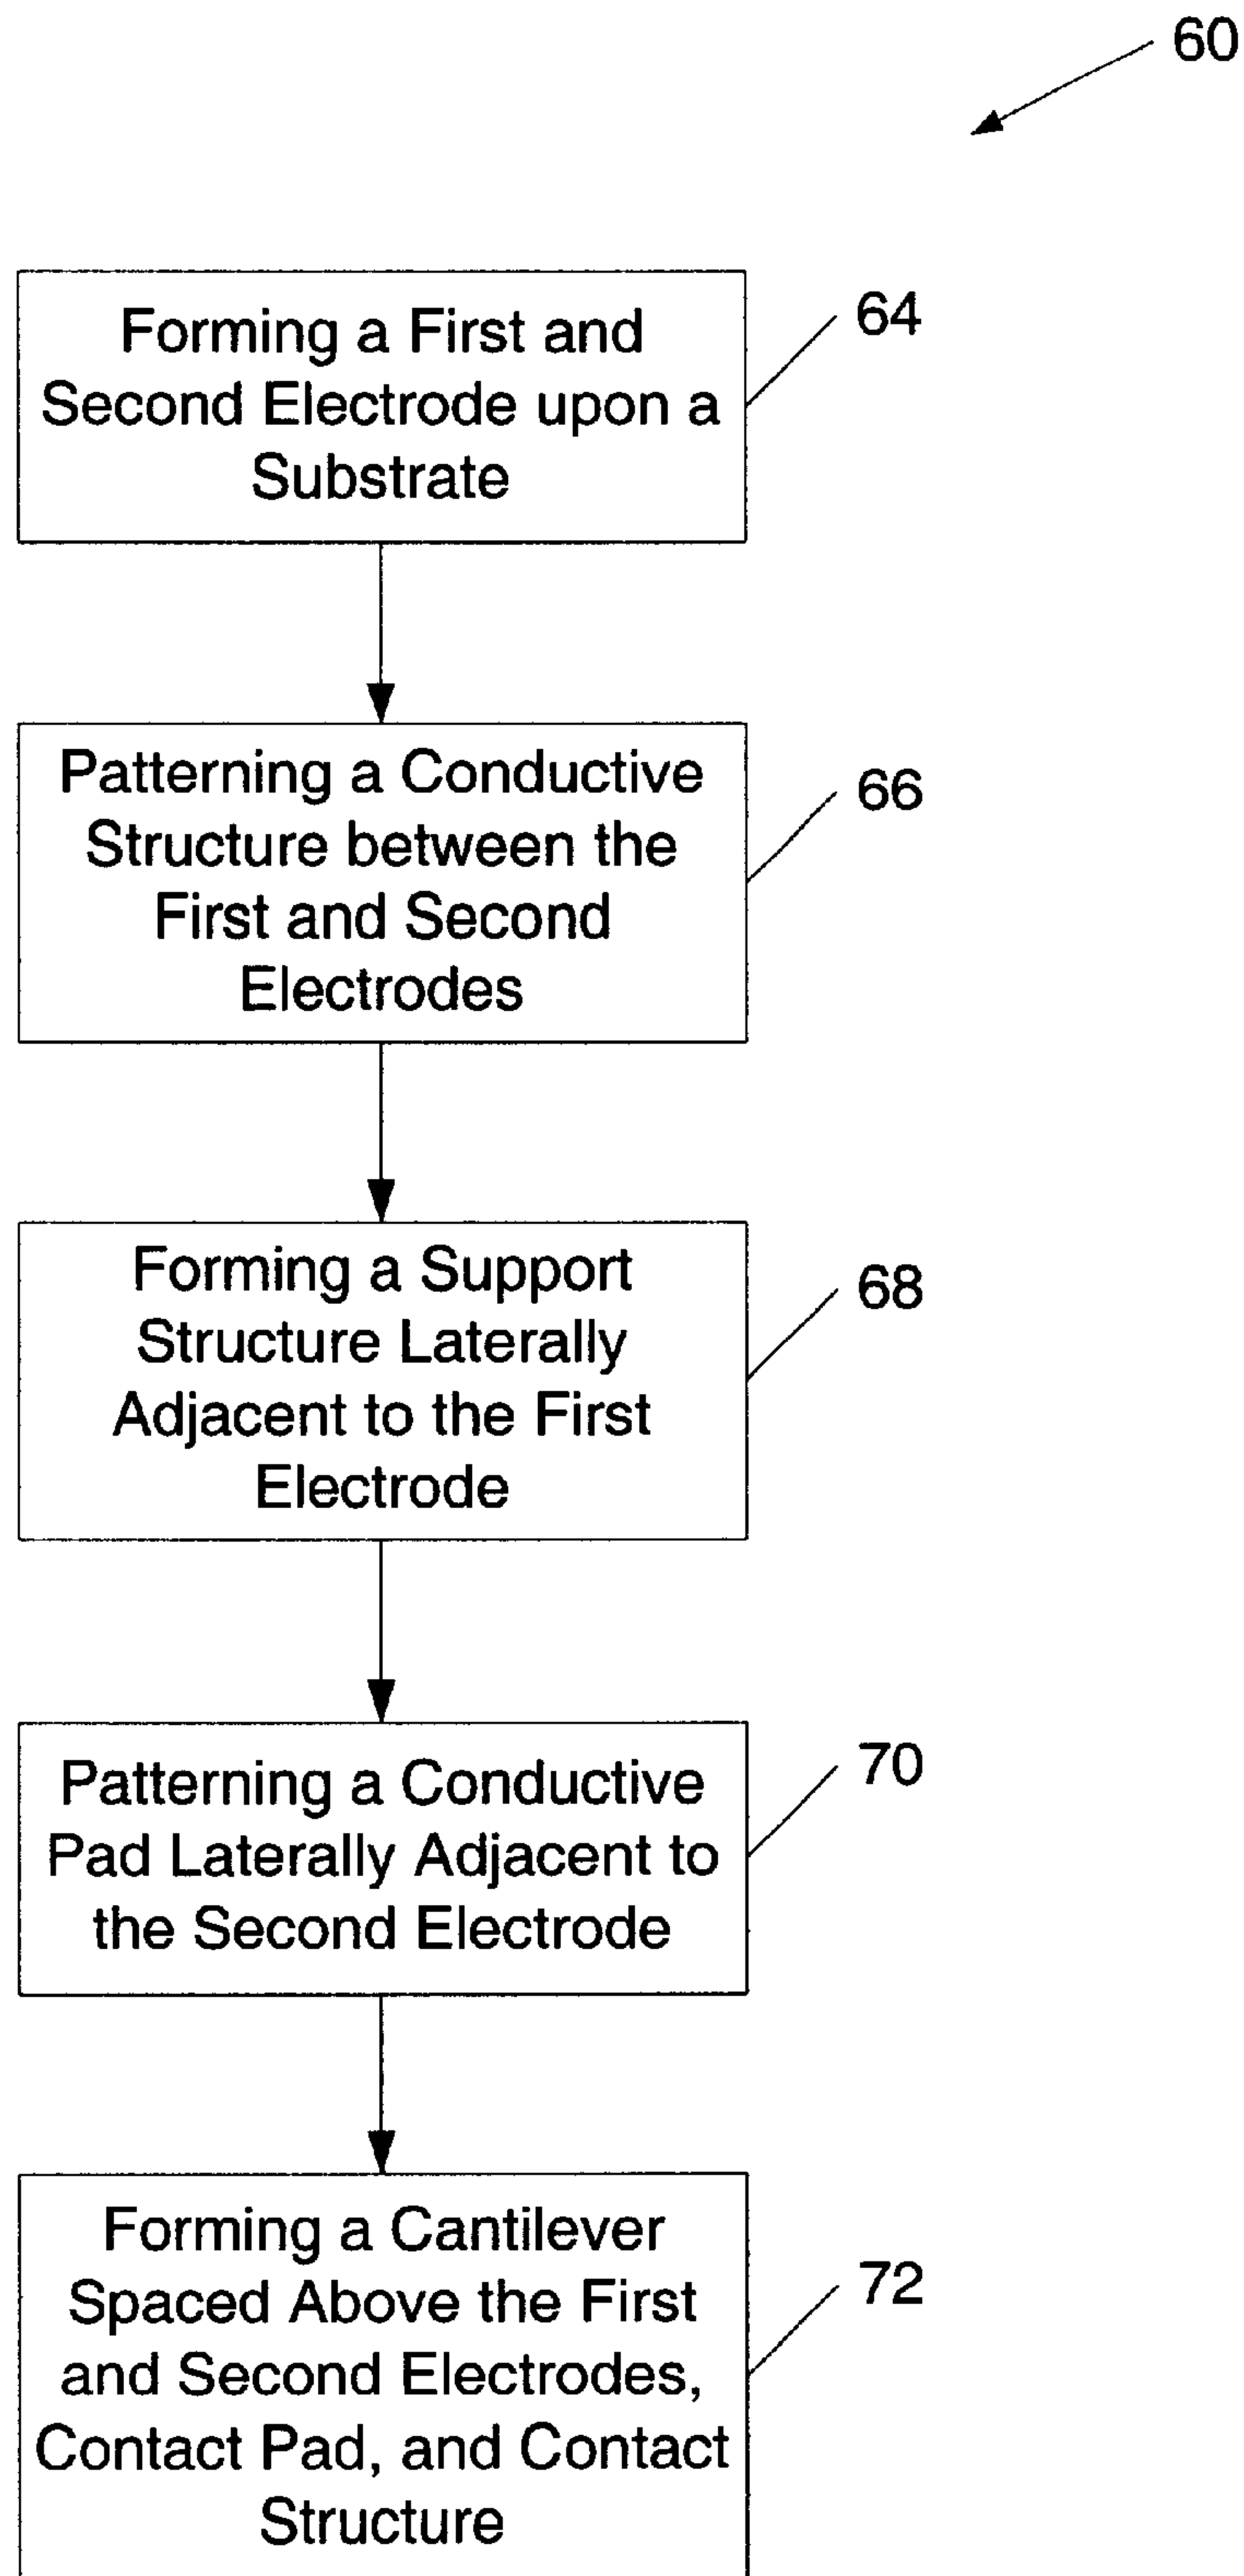 60
Forming a First and
Second Electrode upon a
Substrate
64
Patterning a Conductive
Structure between the
First and Second
Electrodes
66
Forming a Support
Structure Laterally
Adjacent to the First
Electrode
68
Patterning a Conductive
Pad Laterally Adjacent to
the Second Electrode
70
Forming a Cantilever
Spaced Above the First
and Second Electrodes,
Contact Pad, and Contact
Structure
72